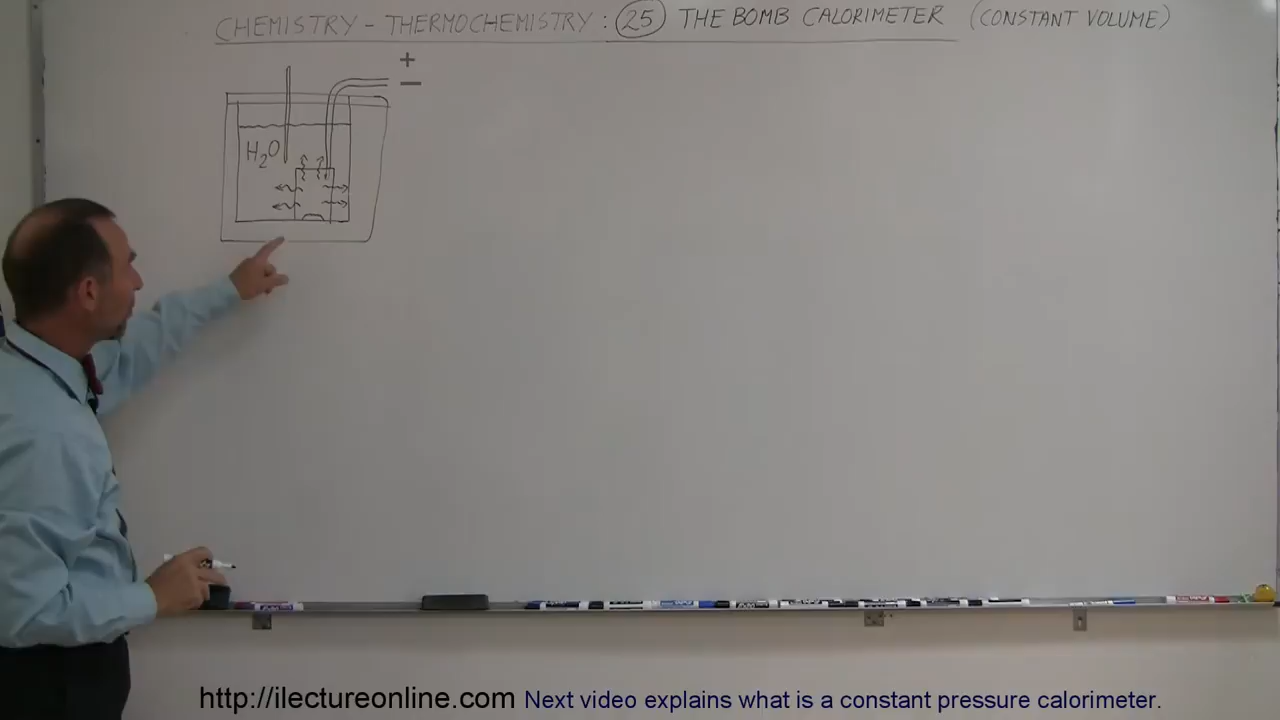 CHEMISTRY - THERMOCHEMISTRY : 25 THE BOMB CALORIMETER (CONSTANT VOLUME)
+
−
H2O
http://ilectureonline.com Next video explains what is a constant pressure calorimeter.